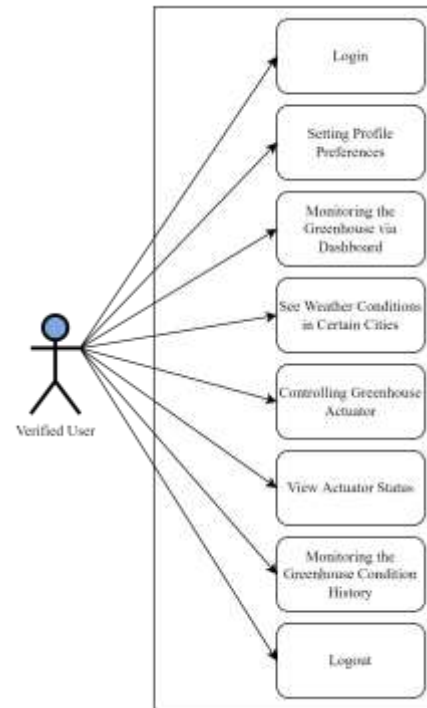 Login
Setting Profile
Preferences
Monitoring the
Greenhouse via
Dashboard
See Weather Conditions
in Certain Cities
Controlling Greenhouse
Actuator
View Actuator Status
Monitoring the
Greenhouse Condition
History
Logout
Verified User